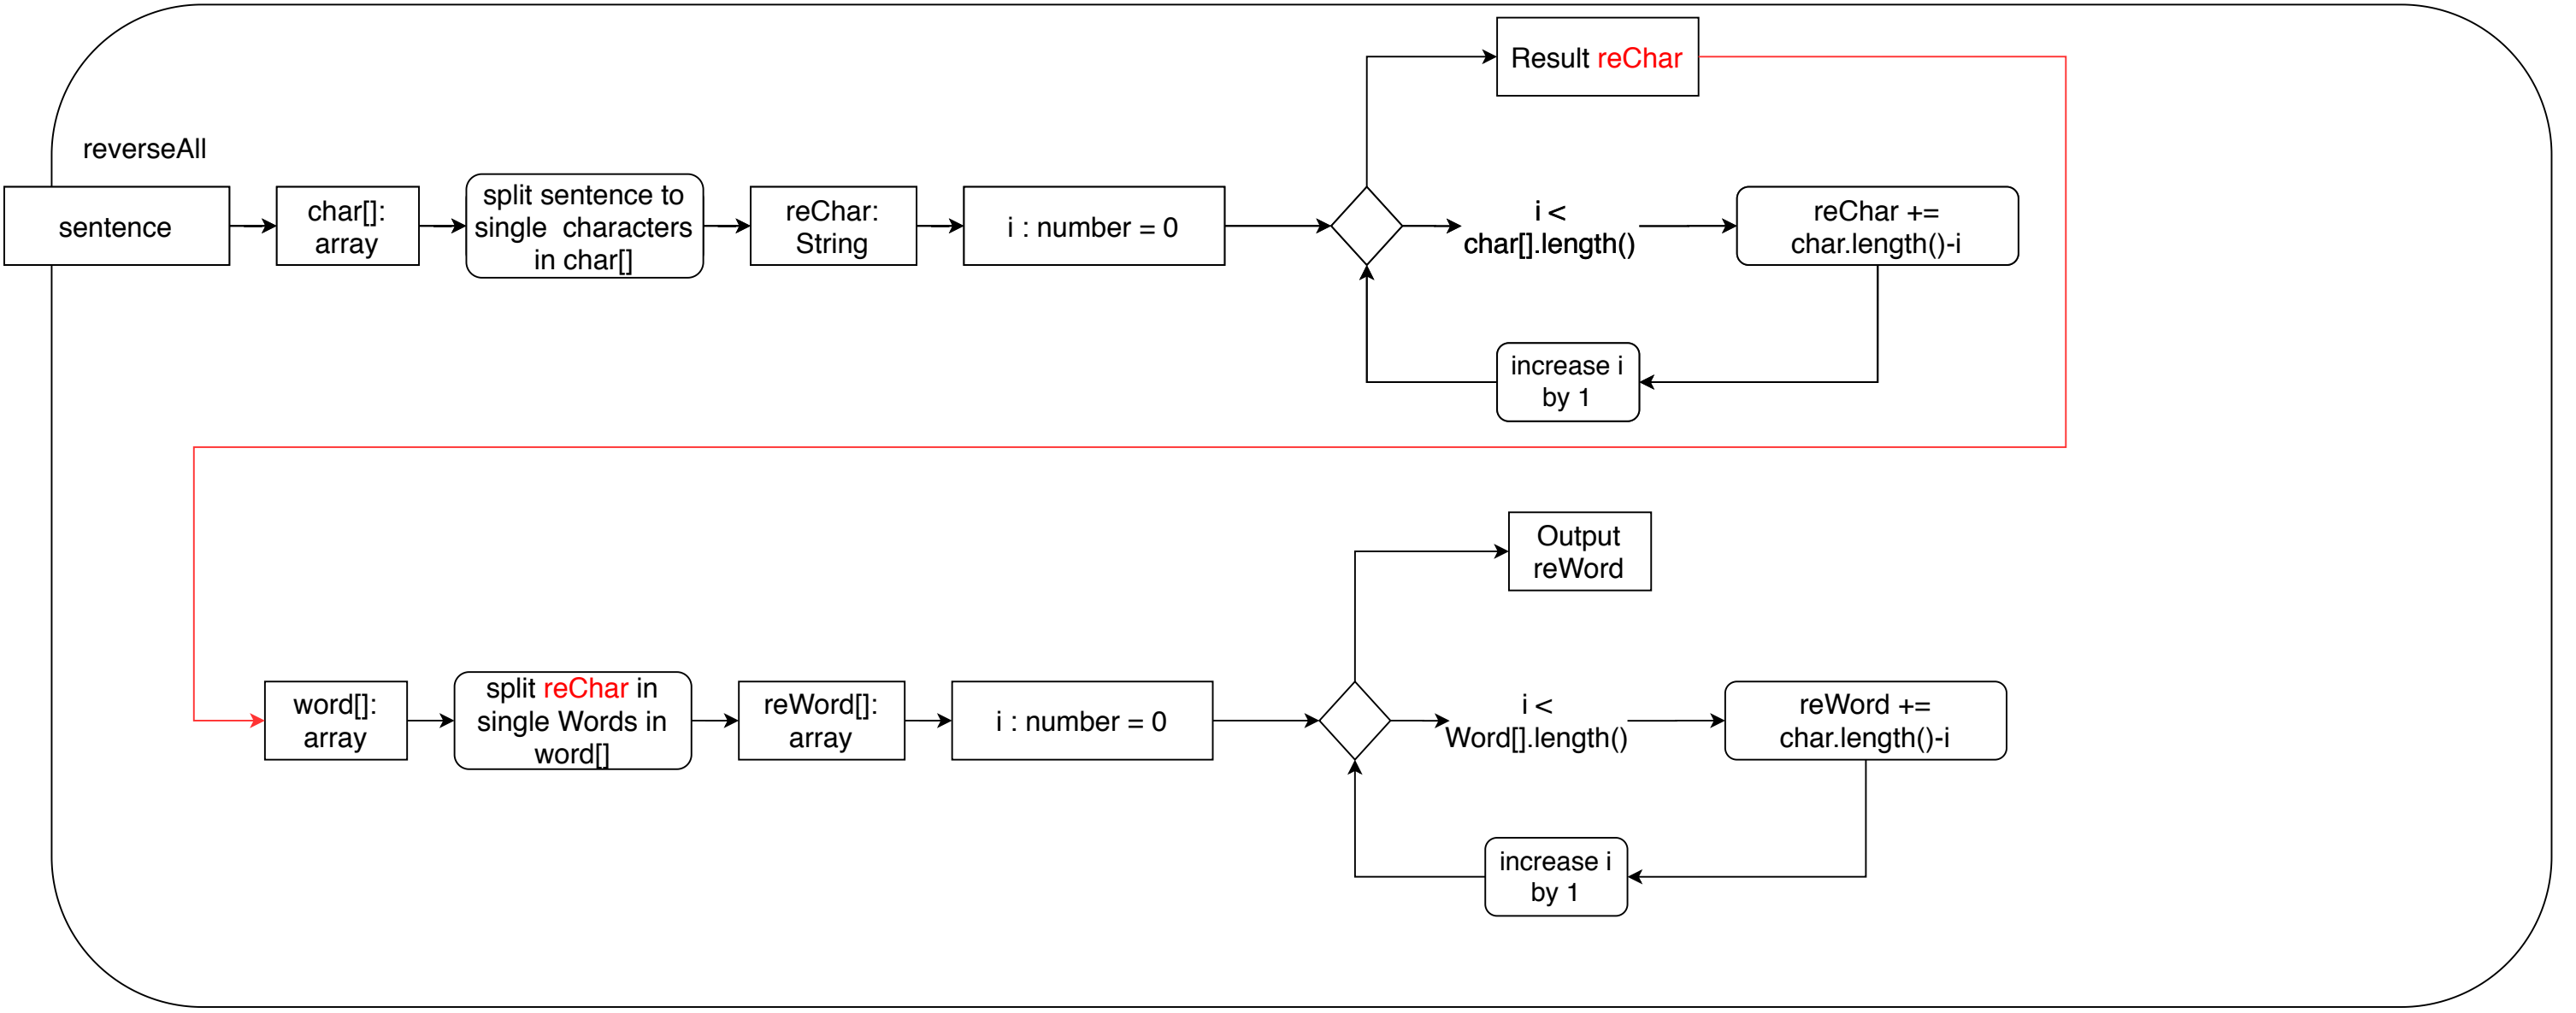 reverseAll
sentence
char[]:
array
split sentence to
single  characters
in char[]
reChar:
String
i : number = 0
Result reChar
i <
char[].length()
reChar +=
char.length()-i
increase i
by 1
word[]:
array
split reChar in
single Words in
word[]
reWord[]:
array
i : number = 0
Output
reWord
i <
Word[].length()
reWord +=
char.length()-i
increase i
by 1